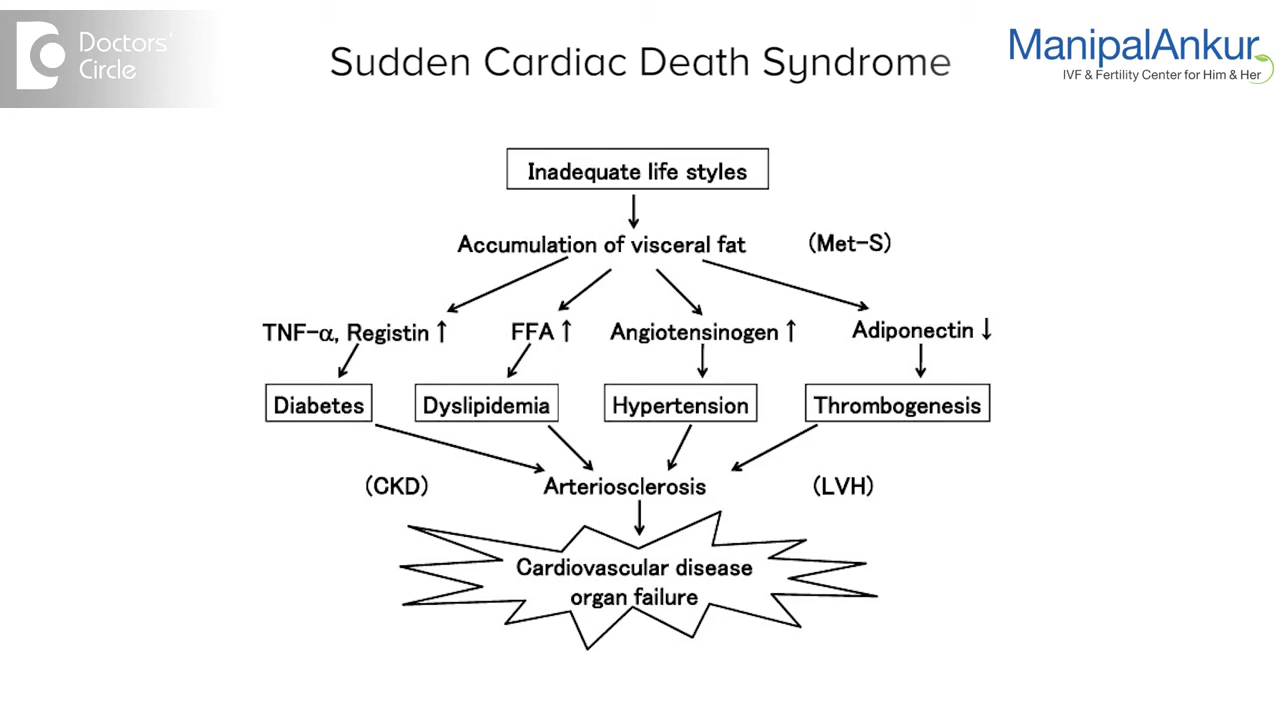 Doctors'
Circle
Sudden Cardiac Death Syndrome
ManipalAnkur
IVF & Fertility Center for Him & Her
Inadequate life styles
Accumulation of visceral fat (Met-S)
TNF-α, Registin ↑ FFA ↑ Angiotensinogen ↑ Adiponectin ↓
Diabetes Dyslipidemia Hypertension Thrombogenesis
(CKD) Arteriosclerosis (LVH)
Cardiovascular disease
organ failure